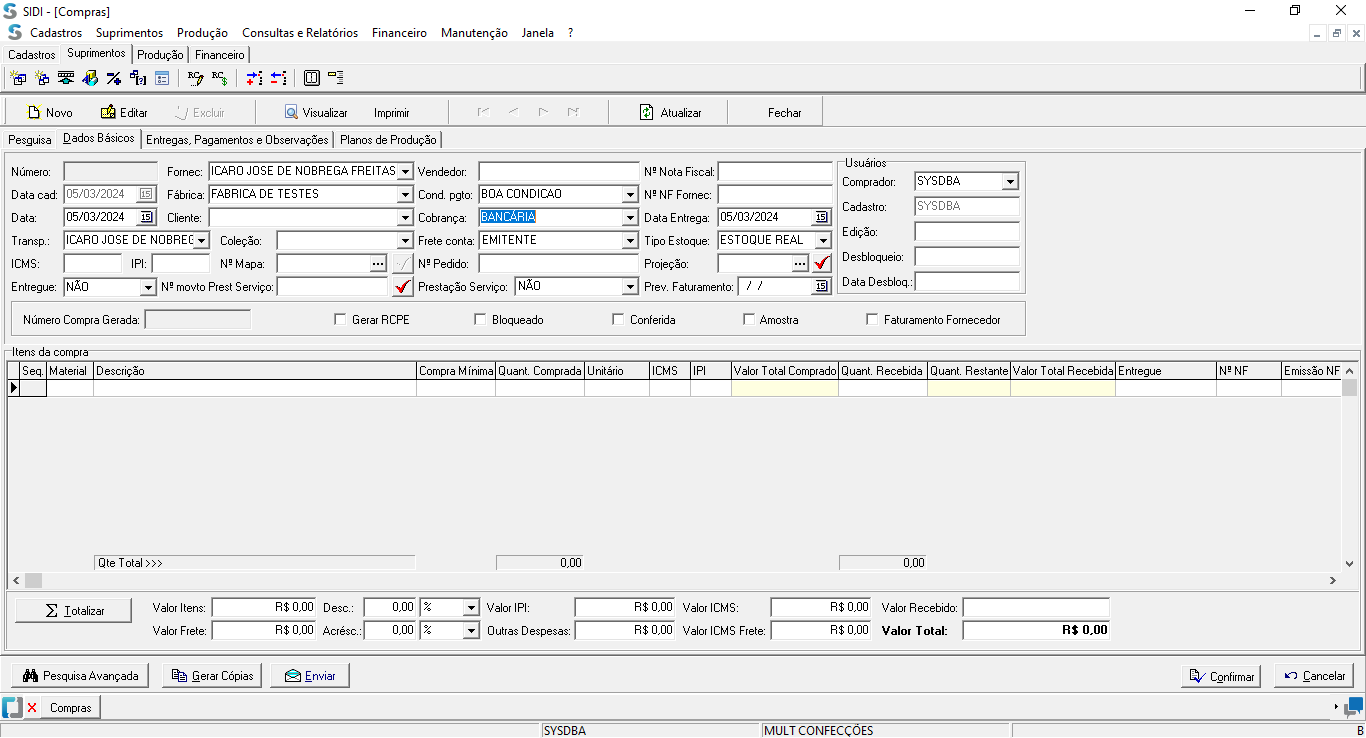 SIDI - [Compras]
Cadastros Suprimentos Produção Consultas e Relatórios Financeiro Manutenção Janela ?
Cadastros Suprimentos Produção Financeiro
Novo Editar Excluir Visualizar Imprimir Atualizar Fechar
Pesquisa Dados Básicos Entregas, Pagamentos e Observações Planos de Produção
Número: Fornec: ICARO JOSE DE NOBREGA FREITAS Vendedor: Nº Nota Fiscal: Usuários
Comprador: SYSDBA
Data cad: 05/03/2024 15 Fábrica: FABRICA DE TESTES Cond. pgto: BOA CONDICAO Nº NF Fornec:
Cadastro: SYSDBA
Data: 05/03/2024 15 Cliente: Cobrança: BANCÁRIA Data Entrega: 05/03/2024 15
Edição:
Transp.: ICARO JOSE DE NOBREG Coleção: Frete conta: EMITENTE Tipo Estoque: ESTOQUE REAL
Desbloqueio:
ICMS: IPI: Nº Mapa: ... Nº Pedido: Projeção: ...
Data Desbloq.:
Entregue: NÃO Nº movto Prest Serviço: Prestação Serviço: NÃO Prev. Faturamento: / / 15
Número Compra Gerada: Gerar RCPE Bloqueado Conferida Amostra Faturamento Fornecedor
Itens da compra
Seq. Material Descrição Compra Mínima Quant. Comprada Unitário ICMS IPI Valor Total Comprado Quant. Recebida Quant. Restante Valor Total Recebida Entregue Nº NF Emissão NF
Qte Total >>> 0,00 0,00
Totalizar Valor Itens: R$ 0,00 Desc.: 0,00 % Valor IPI: R$ 0,00 Valor ICMS: R$ 0,00 Valor Recebido:
Valor Frete: R$ 0,00 Acrésc.: 0,00 % Outras Despesas: R$ 0,00 Valor ICMS Frete: R$ 0,00 Valor Total: R$ 0,00
Pesquisa Avançada Gerar Cópias Enviar Confirmar Cancelar
Compras
SYSDBA MULT CONFECÇÕES B